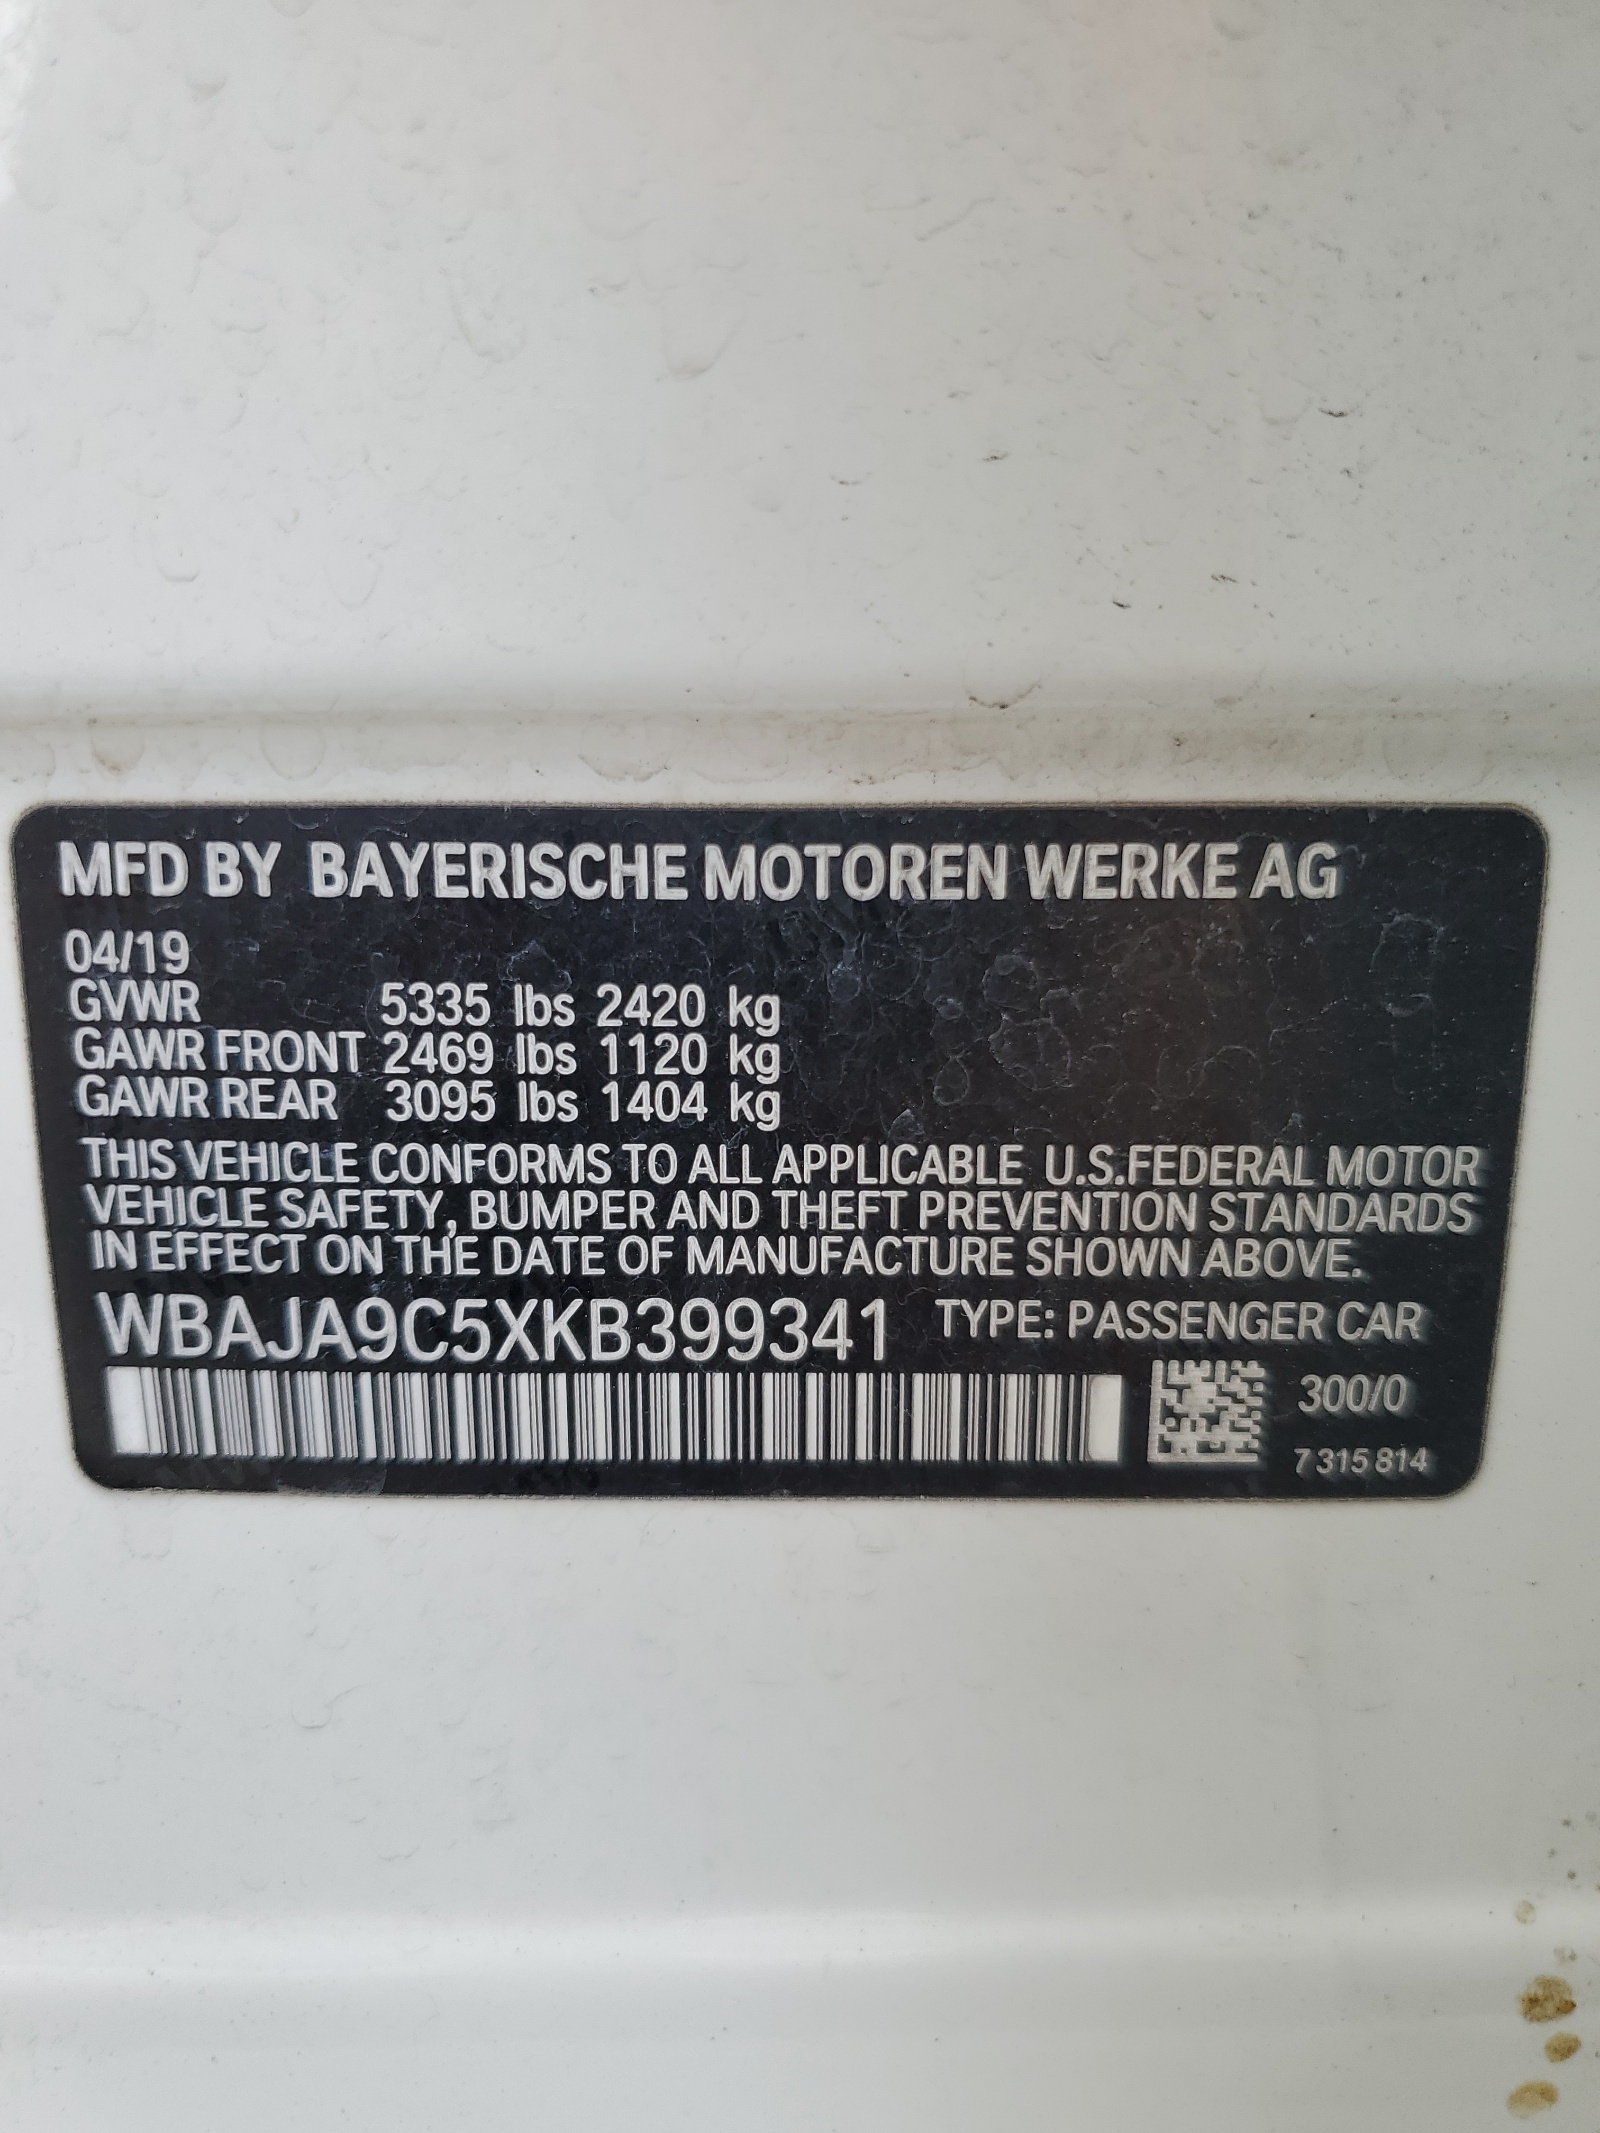 MFD BY BAYERISCHE MOTOREN WERKE AG
04/19
GVWR 5335 lbs 2420 kg
GAWR FRONT 2469 lbs 1120 kg
GAWR REAR 3095 lbs 1404 kg
THIS VEHICLE CONFORMS TO ALL APPLICABLE U.S.FEDERAL MOTOR
VEHICLE SAFETY, BUMPER AND THEFT PREVENTION STANDARDS
IN EFFECT ON THE DATE OF MANUFACTURE SHOWN ABOVE.
WBAJA9C5XKB399341 TYPE: PASSENGER CAR
300/0
7 315 814